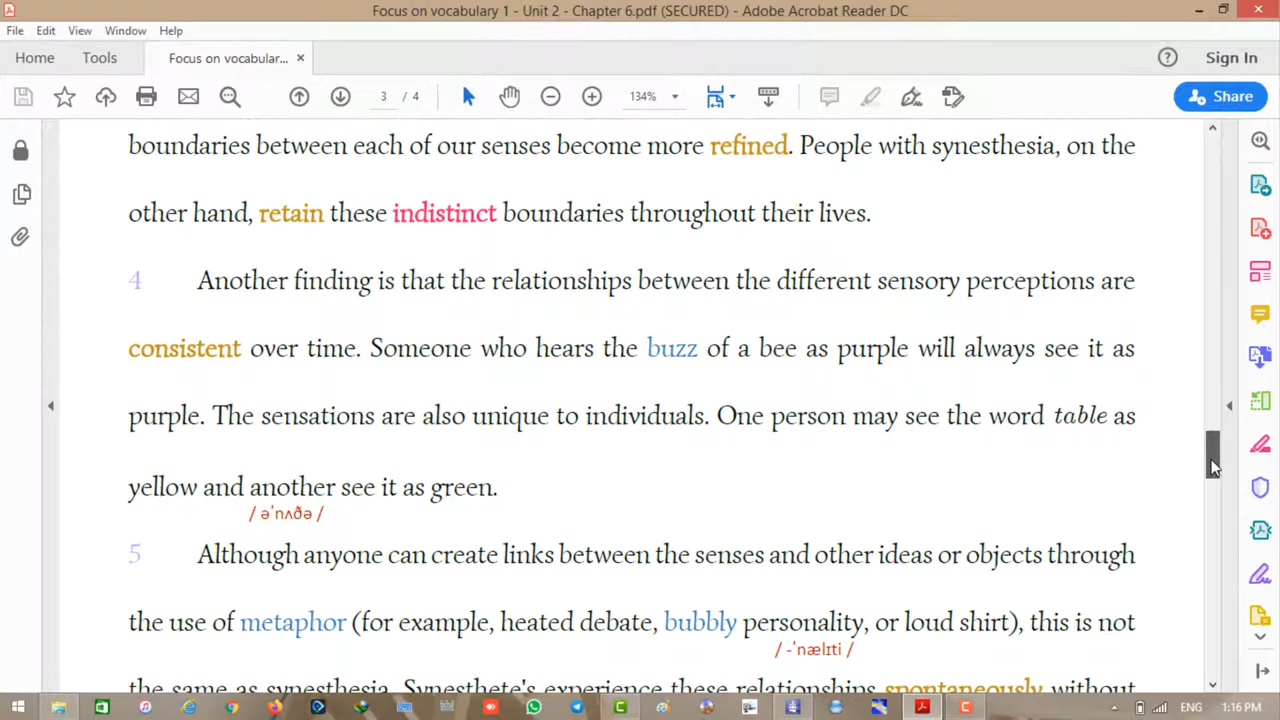 Focus on vocabulary 1 - Unit 2 - Chapter 6.pdf (SECURED) - Adobe Acrobat Reader DC
File Edit View Window Help
Home Tools Focus on vocabular... × Sign In
3 / 4 134% Share
boundaries between each of our senses become more refined. People with synesthesia, on the
other hand, retain these indistinct boundaries throughout their lives.
4 Another finding is that the relationships between the different sensory perceptions are
consistent over time. Someone who hears the buzz of a bee as purple will always see it as
purple. The sensations are also unique to individuals. One person may see the word table as
yellow and another see it as green.
/ əˈnʌðə /
5 Although anyone can create links between the senses and other ideas or objects through
the use of metaphor (for example, heated debate, bubbly personality, or loud shirt), this is not
/ -ˈnælɪti /
the same as synesthesia. Synesthete's experience these relationships spontaneously without
ENG 1:16 PM